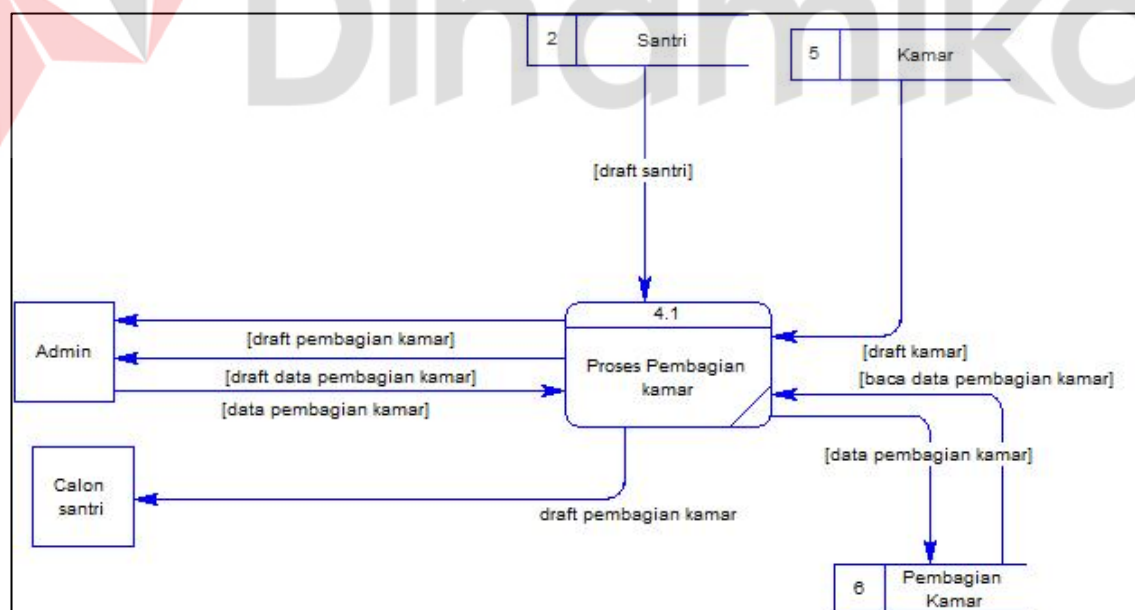 Dinamika
2
Santri
5
Kamar
[draft santri]
4.1
Proses Pembagian
kamar
Admin
[draft pembagian kamar]
[draft data pembagian kamar]
[data pembagian kamar]
[draft kamar]
[baca data pembagian kamar]
[data pembagian kamar]
Calon
santri
draft pembagian kamar
6
Pembagian
Kamar